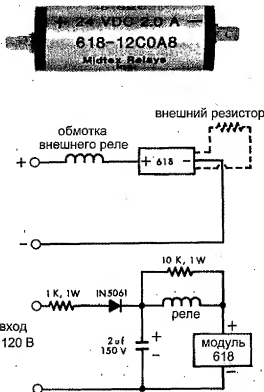 + 24 VDC 2.0 A -
618-12C0A8
Midtex Relays
внешний резистор
обмотка
внешнего реле
+ + 618 -
-
10 K, 1W
1 K, 1W IN5061
реле
вход
120 В
2 uf
150 V
+
-
+
модуль
618
-